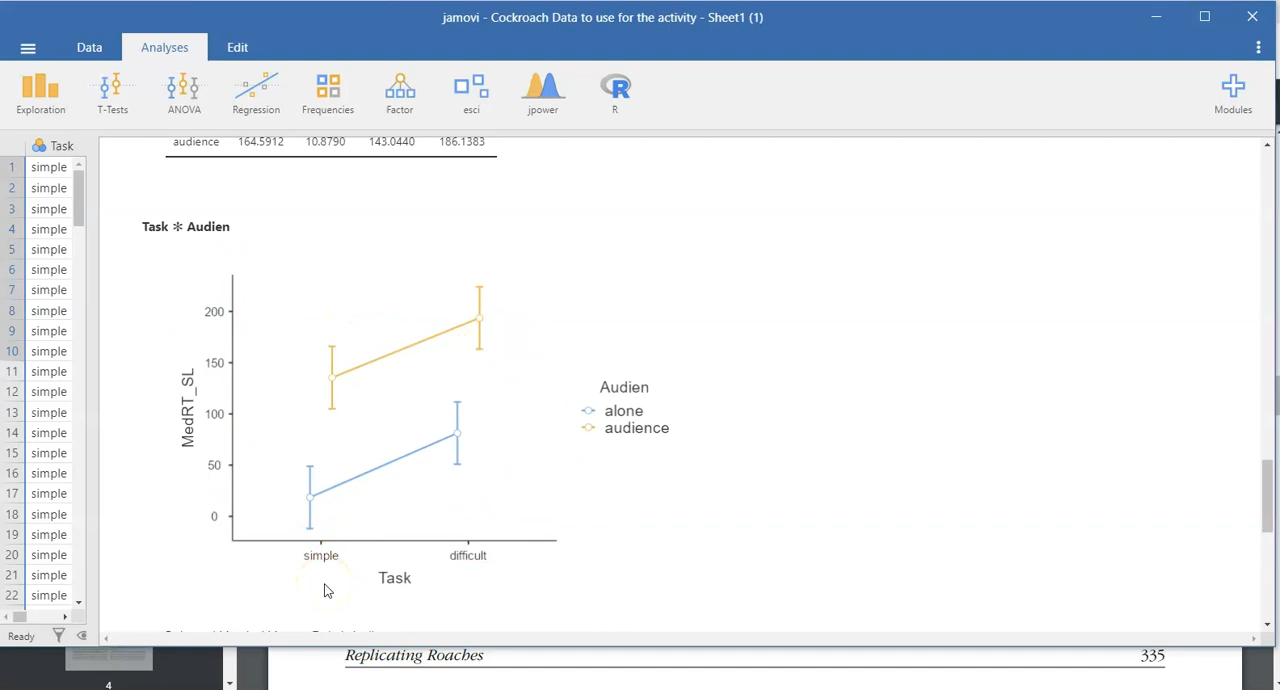 jamovi - Cockroach Data to use for the activity - Sheet1 (1)
Data Analyses Edit
Exploration T-Tests ANOVA Regression Frequencies Factor esci jpower R Modules
Task
audience 164.5912 10.8790 143.0440 186.1383
1 simple
2 simple
3 simple
4 simple
5 simple
6 simple
7 simple
8 simple
9 simple
10 simple
11 simple
12 simple
13 simple
14 simple
15 simple
16 simple
17 simple
18 simple
19 simple
20 simple
21 simple
22 simple
Task ✻ Audien
200
150
100
50
0
MedRT_SL
simple difficult
Task
Audien
alone
audience
Ready
4
Replicating Roaches 335